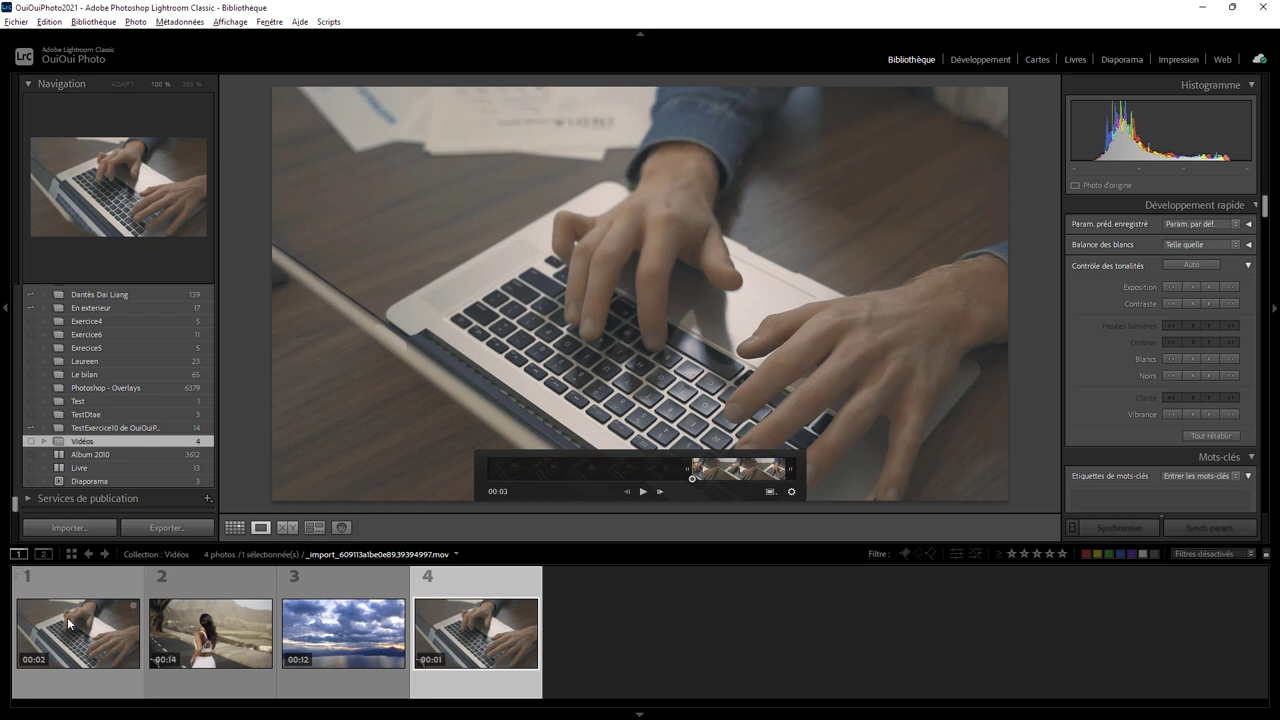 OuiOuiPhoto2021 - Adobe Photoshop Lightroom Classic - Bibliothèque
Fichier Edition Bibliothèque Photo Métadonnées Affichage Fenêtre Aide Scripts
Lrc Adobe Lightroom Classic
OuiOui Photo
Bibliothèque Développement Cartes Livres Diaporama Impression Web
Navigation ADAPT 100 % 300 %
Histogramme
Photo d'origine
Développement rapide
Param. préd. enregistré Param. par déf.
Balance des blancs Telle quelle
Contrôle des tonalités Auto
Exposition
Contraste
Hautes lumières
Ombres
Blancs
Noirs
Clarté
Vibrance
Tout rétablir
Mots-clés
Etiquettes de mots-clés Entrer les mots-clés
Synchroniser Synch. param.
Dantès Dai Liang 139
En exterieur 17
Exercice4 5
Exercice6 11
Exrecice5 5
Laureen 23
Le bilan 65
Photoshop - Overlays 6379
Test 1
TestDtae 3
TestExercice10 de OuiOuiP... 14
Vidéos 4
Album 2010 3612
Livre 13
Diaporama 3
Services de publication +
Importer... Exporter...
00:03
1 2 Collection : Vidéos 4 photos /1 sélectionnée(s) /_import_609113a1be0e8939394997.mov Filtre : Filtres désactivés
1 2 3 4
00:02 00:14 00:12 00:01